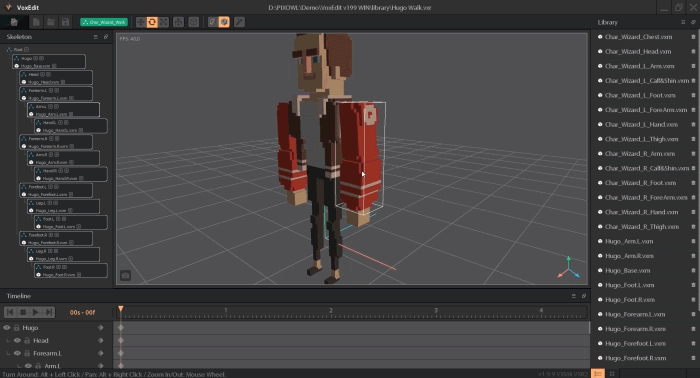 VoxEdit
D:\PIXOWL\Demo\VoxEdit v199 WIN\library\Hugo Walk.vxr
Char_Wizard_Walk
Library
Skeleton
FPS: 40,0
Hugo
Hugo_Base.vxm
Head
Hugo_Head.vxm
Forearm.L
Hugo_Forearm.L.vxm
Arm.L
Hugo_Arm.L.vxm
Hand.L
Hugo_Hand.L.vxm
Forearm.R
Hugo_Forearm.R.vxm
Arm.R
Hugo_Arm.R.vxm
Hand.R
Hugo_Hand.R.vxm
Forefoot.L
Hugo_Forefoot.L.vxm
Leg.L
Hugo_Leg.L.vxm
Foot.L
Hugo_Foot.L.vxm
Forefoot.R
Hugo_Forefoot.R.vxm
Leg.R
Hugo_Leg.R.vxm
Foot.R
Hugo_Foot.R.vxm
Char_Wizard_Chest.vxm
Char_Wizard_Head.vxm
Char_Wizard_L_Arm.vxm
Char_Wizard_L_Calf&Shin.vxm
Char_Wizard_L_Foot.vxm
Char_Wizard_L_ForeArm.vxm
Char_Wizard_L_Hand.vxm
Char_Wizard_L_Thigh.vxm
Char_Wizard_R_Arm.vxm
Char_Wizard_R_Calf&Shin.vxm
Char_Wizard_R_Foot.vxm
Char_Wizard_R_ForeArm.vxm
Char_Wizard_R_Hand.vxm
Char_Wizard_R_Thigh.vxm
Hugo_Arm.L.vxm
Hugo_Arm.R.vxm
Hugo_Base.vxm
Hugo_Foot.L.vxm
Hugo_Foot.R.vxm
Hugo_Forearm.L.vxm
Hugo_Forearm.R.vxm
Hugo_Forefoot.L.vxm
Hugo_Forefoot.R.vxm
Timeline
00s - 00f
1 2 3 4
Hugo
Head
Forearm.L
Arm.L
Turn Around: Alt + Left Click / Pan: Alt + Right Click / Zoom In/Out: Mouse Wheel.